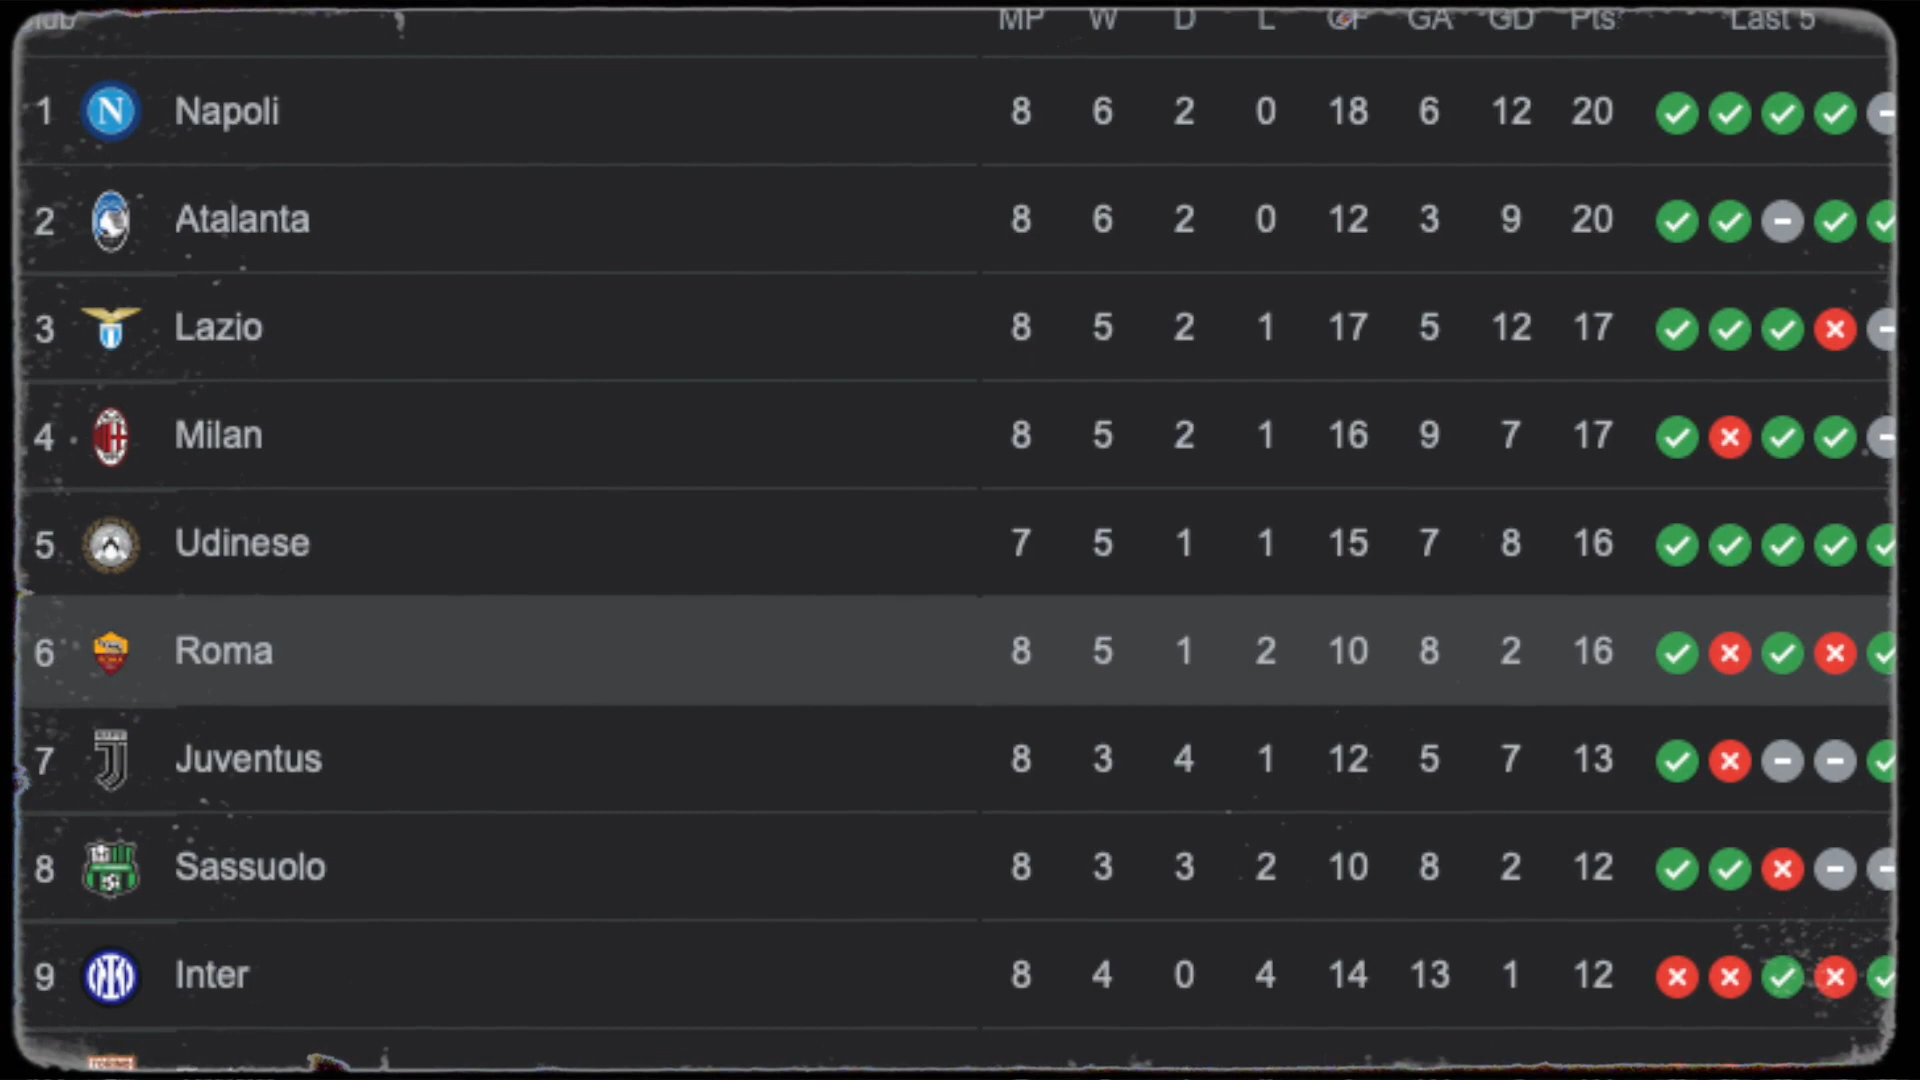 MP W D L GF GA GD Pts Last 5
1 N Napoli 8 6 2 0 18 6 12 20
2 Atalanta 8 6 2 0 12 3 9 20
3 Lazio 8 5 2 1 17 5 12 17
4 Milan 8 5 2 1 16 9 7 17
5 Udinese 7 5 1 1 15 7 8 16
6 Roma 8 5 1 2 10 8 2 16
7 Juventus 8 3 4 1 12 5 7 13
8 Sassuolo 8 3 3 2 10 8 2 12
9 Inter 8 4 0 4 14 13 1 12